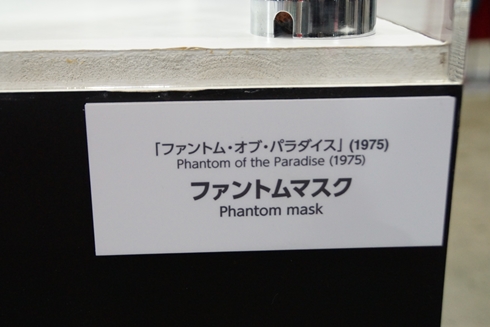 「ファントム・オブ・パラダイス」(1975)
Phantom of the Paradise (1975)
ファントムマスク
Phantom mask